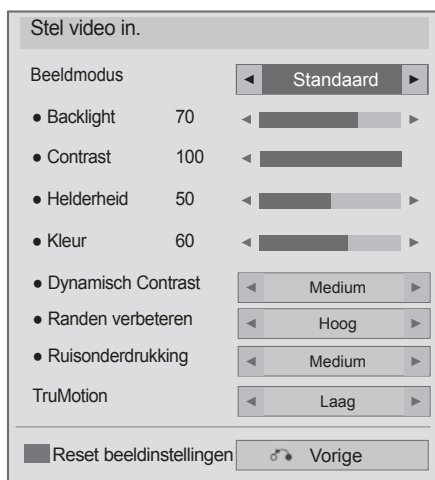 Stel video in.
Beeldmodus ◄ Standaard ►
● Backlight 70 ◄ ►
● Contrast 100 ◄
● Helderheid 50 ◄ ►
● Kleur 60 ◄ ►
● Dynamisch Contrast ◄ Medium ►
● Randen verbeteren ◄ Hoog ►
● Ruisonderdrukking ◄ Medium ►
TruMotion ◄ Laag ►
Reset beeldinstellingen Vorige